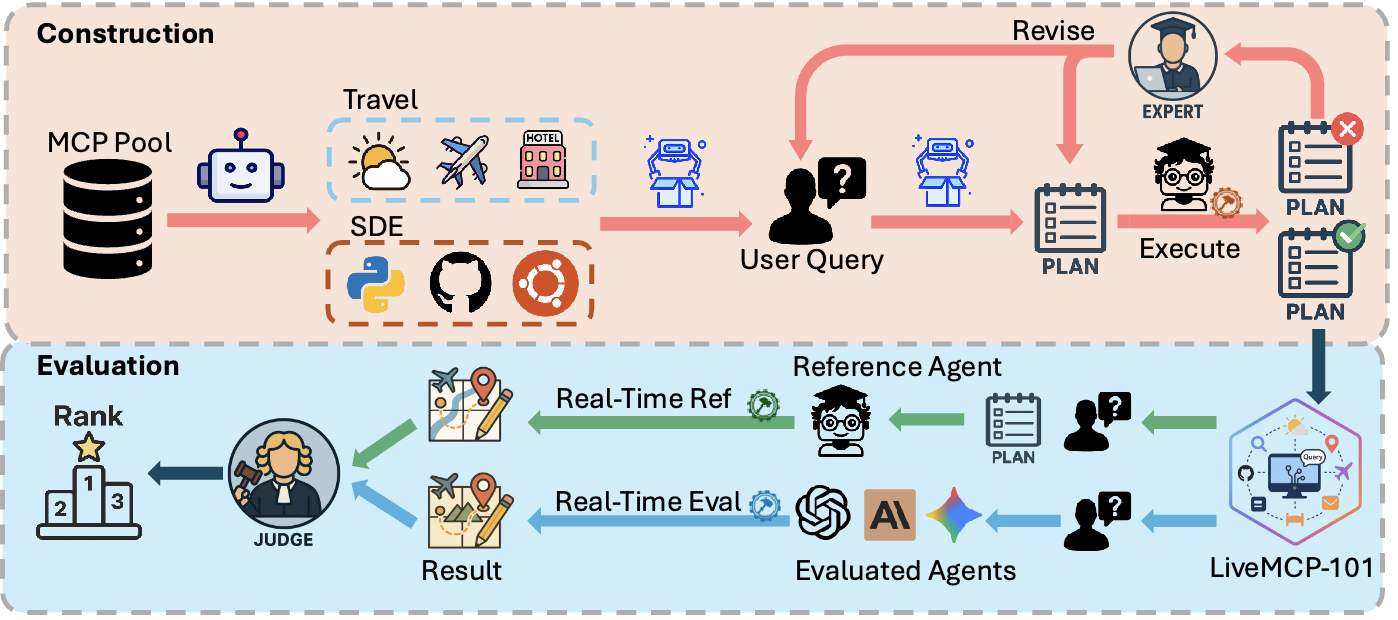 Construction
Revise
EXPERT
MCP Pool
Travel
HOTEL
SDE
?
User Query
PLAN
Execute
PLAN
PLAN
Evaluation
Rank
1
2
3
JUDGE
Real-Time Ref
Reference Agent
PLAN
?
Real-Time Eval
Result
Evaluated Agents
?
Query
LiveMCP-101